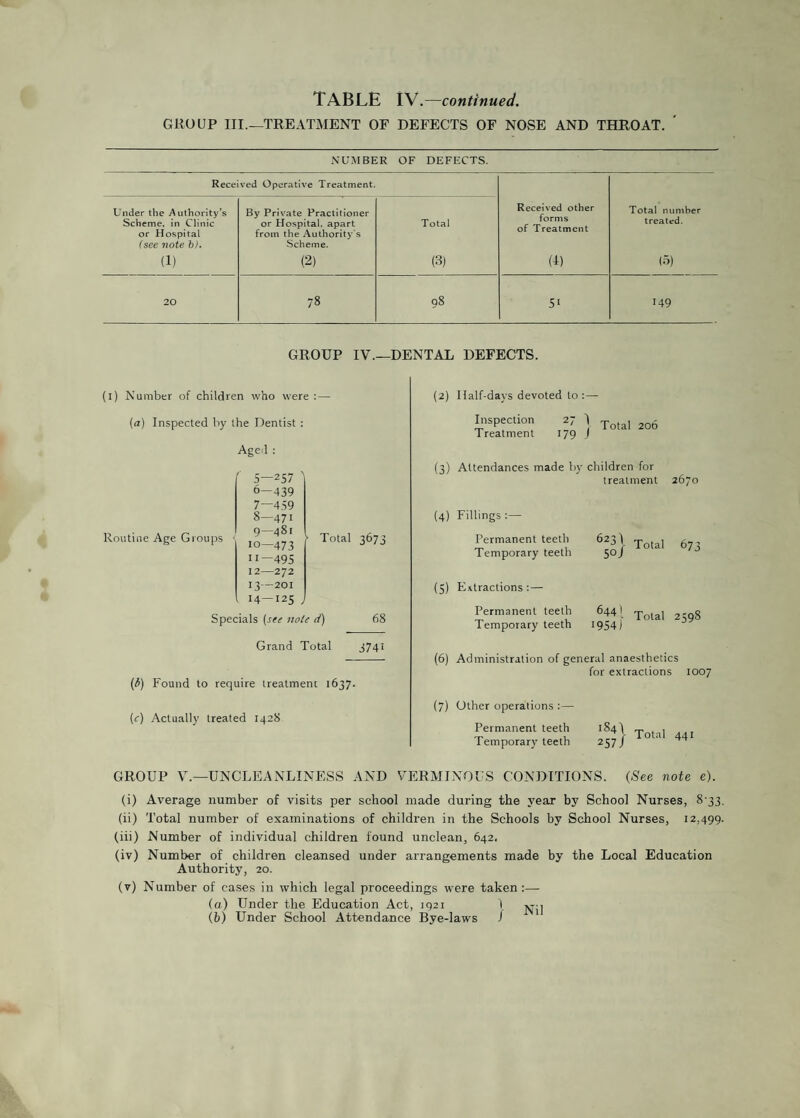 TABLE IV.—continued.
GROUP III.—TREATMENT OF DEFECTS OF NOSE AND THROAT.
NUMBER OF DEFECTS.
Received Operative Treatment.
Under the Authority's Scheme, in Clinic or Hospital (see note b).
(1)
By Private Practitioner or Hospital, apart from the Authority's Scheme.
(2)
Total
(3)
Received other forms of Treatment
(4)
Total number treated.
(5)
20 78 98 51 149
GROUP IV.—DENTAL DEFECTS.
(1) Number of children who were :—
(a) Inspected by the Dentist :
Aged :
Routine Age Groups
5—257
6—439
7—459
8—471
9—481
10—473
11—495
12—272
13—201
14—125
Total 3673
Specials (see note d) 68
Grand Total 3741
(b) Found to require treatment 1637.
(c) Actually treated 1428
(2) Half-days devoted to :—
Inspection 27 } Total 206
Treatment 179 }
(3) Attendances made by children for
treatment 2670
(4) Fillings :—
Permanent teeth 623 } Total 673
Temporary teeth 50 }
(5) Extractions :—
Permanent teeth 644 } Total 2598
Temporary teeth 1954 }
(6) Administration of general anaesthetics
for extractions 1007
(7) Other operations :—
Permanent teeth 184 } Total 441
Temporary teeth 257 }
GROUP V.—UNCLEANLINESS AND VERMINOUS CONDITIONS. (See note e).
(i) Average number of visits per school made during the year by School Nurses, 8·33.
(ii) Total number of examinations of children in the Schools by School Nurses, 12,499.
(iii) Number of individual children found unclean, 642.
(iv) Number of children cleansed under arrangements made by the Local Education
Authority, 20.
(v) Number of cases in which legal proceedings were taken :—
(a) Under the Education Act, 1921 } Nil
(b) Under School Attendance Bye-laws }